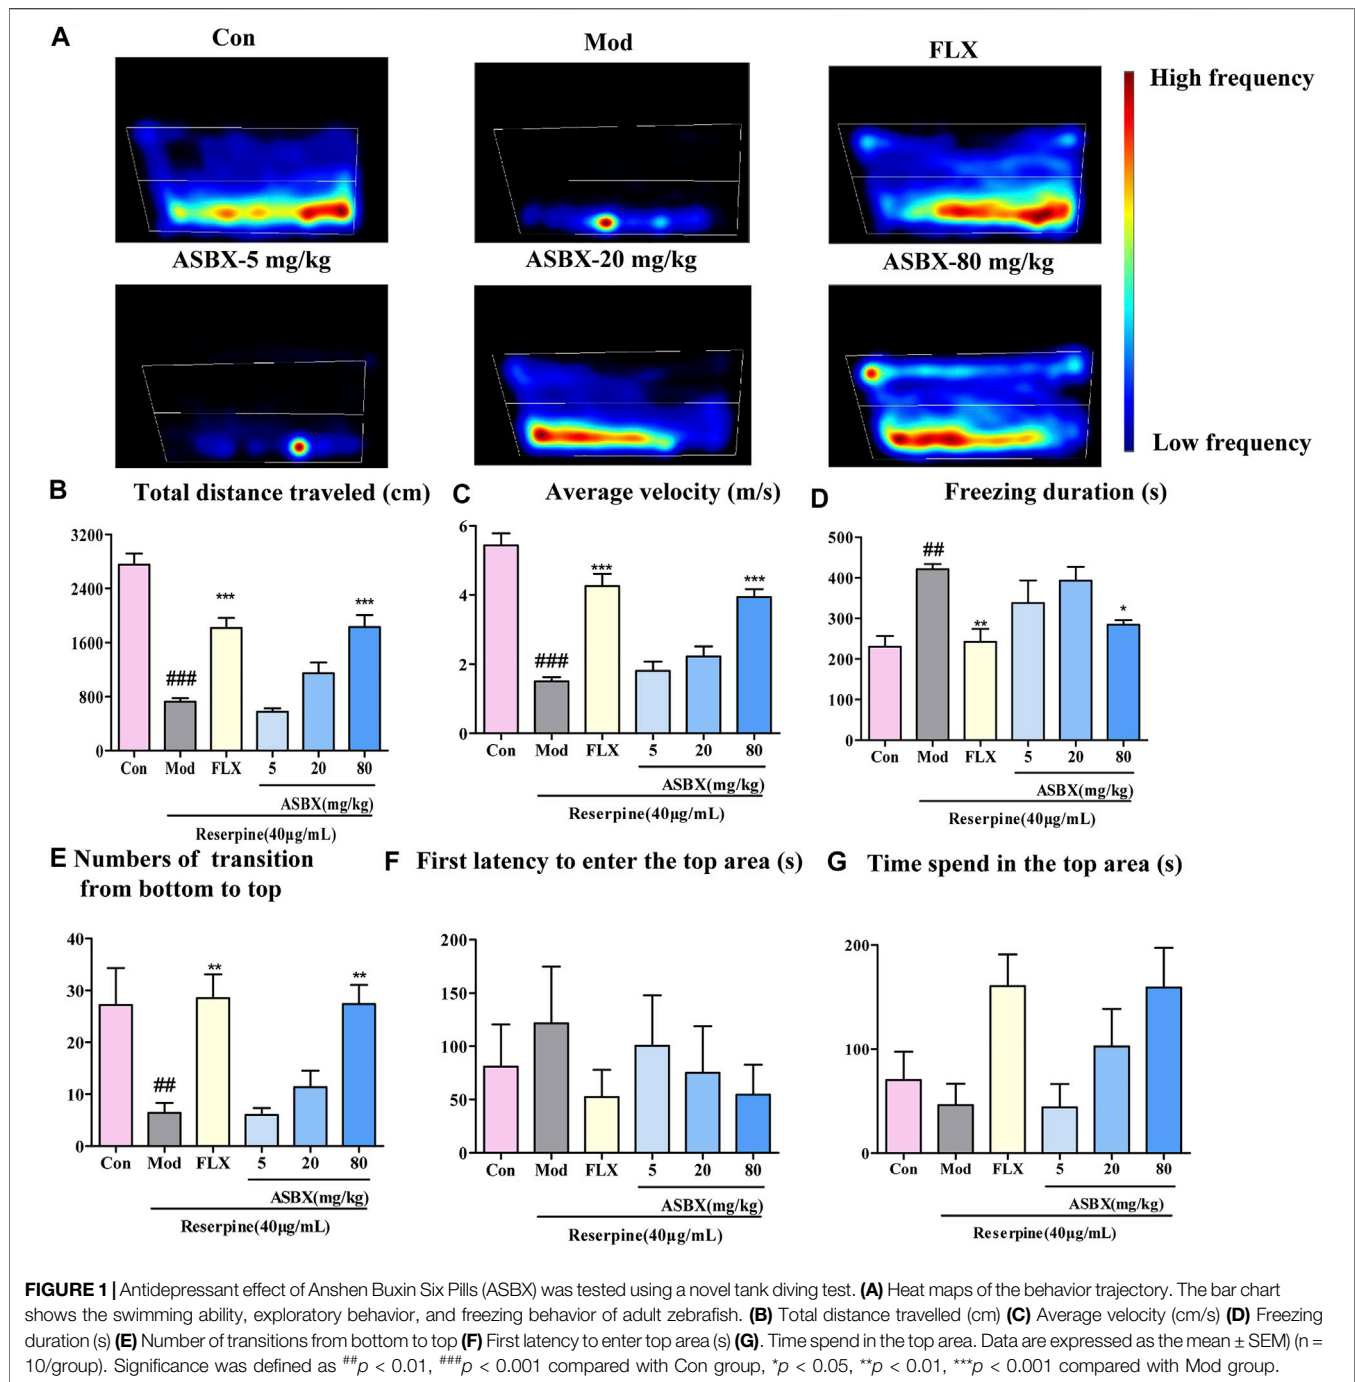 A
Con
Mod
FLX
High frequency
ASBX-5 mg/kg
ASBX-20 mg/kg
ASBX-80 mg/kg
Low frequency
B Total distance traveled (cm)
3200
2400
1600
800
0
###
***
***
Con Mod FLX 5 20 80
ASBX(mg/kg)
Reserpine(40μg/mL)
C Average velocity (m/s)
6
4
2
0
###
***
***
Con Mod FLX 5 20 80
ASBX(mg/kg)
Reserpine(40μg/mL)
D Freezing duration (s)
500
400
300
200
100
0
##
**
*
Con Mod FLX 5 20 80
ASBX(mg/kg)
Reserpine(40μg/mL)
E Numbers of transition
from bottom to top
40
30
20
10
0
##
**
**
Con Mod FLX 5 20 80
ASBX(mg/kg)
Reserpine(40μg/mL)
F First latency to enter the top area (s)
200
150
100
50
0
Con Mod FLX 5 20 80
ASBX(mg/kg)
Reserpine(40μg/mL)
G Time spend in the top area (s)
200
100
0
Con Mod FLX 5 20 80
ASBX(mg/kg)
Reserpine(40μg/mL)
FIGURE 1 | Antidepressant effect of Anshen Buxin Six Pills (ASBX) was tested using a novel tank diving test. (A) Heat maps of the behavior trajectory. The bar chart
shows the swimming ability, exploratory behavior, and freezing behavior of adult zebrafish. (B) Total distance travelled (cm) (C) Average velocity (cm/s) (D) Freezing
duration (s) (E) Number of transitions from bottom to top (F) First latency to enter top area (s) (G). Time spend in the top area. Data are expressed as the mean ± SEM) (n =
10/group). Significance was defined as ##p < 0.01, ###p < 0.001 compared with Con group, *p < 0.05, **p < 0.01, ***p < 0.001 compared with Mod group.